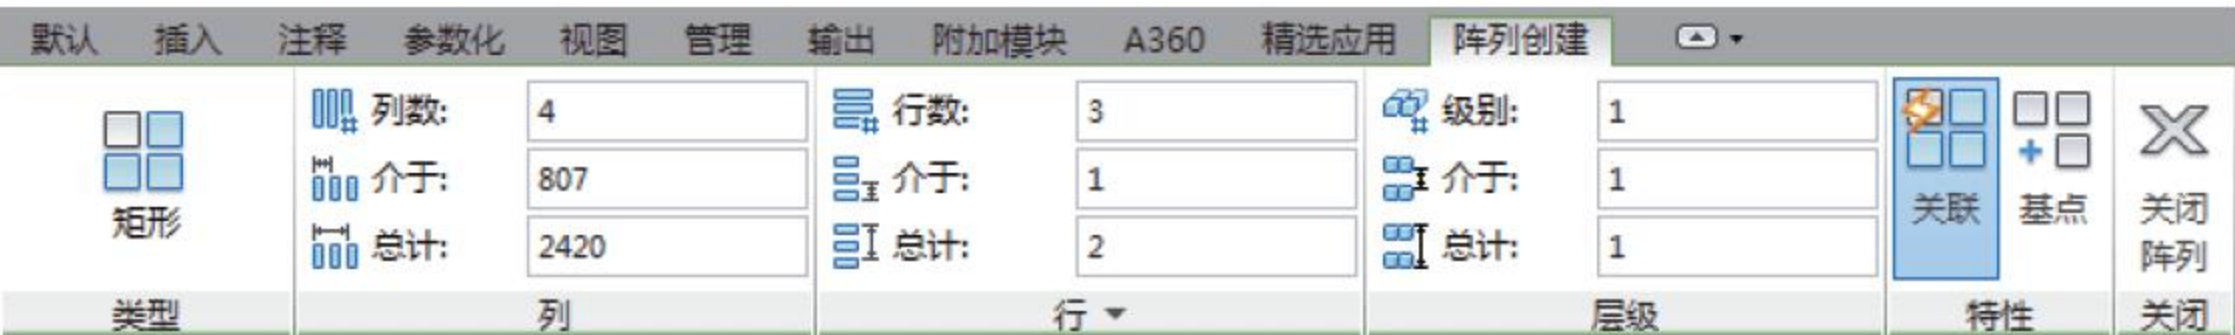 默认 插入 注释 参数化 视图 管理 输出 附加模块 A360 精选应用 阵列创建
列数: 4 行数: 3 级别: 1
介于: 807 介于: 1 介于: 1
矩形 关联 基点 关闭
总计: 2420 总计: 2 总计: 1 阵列
类型 列 行 层级 特性 关闭